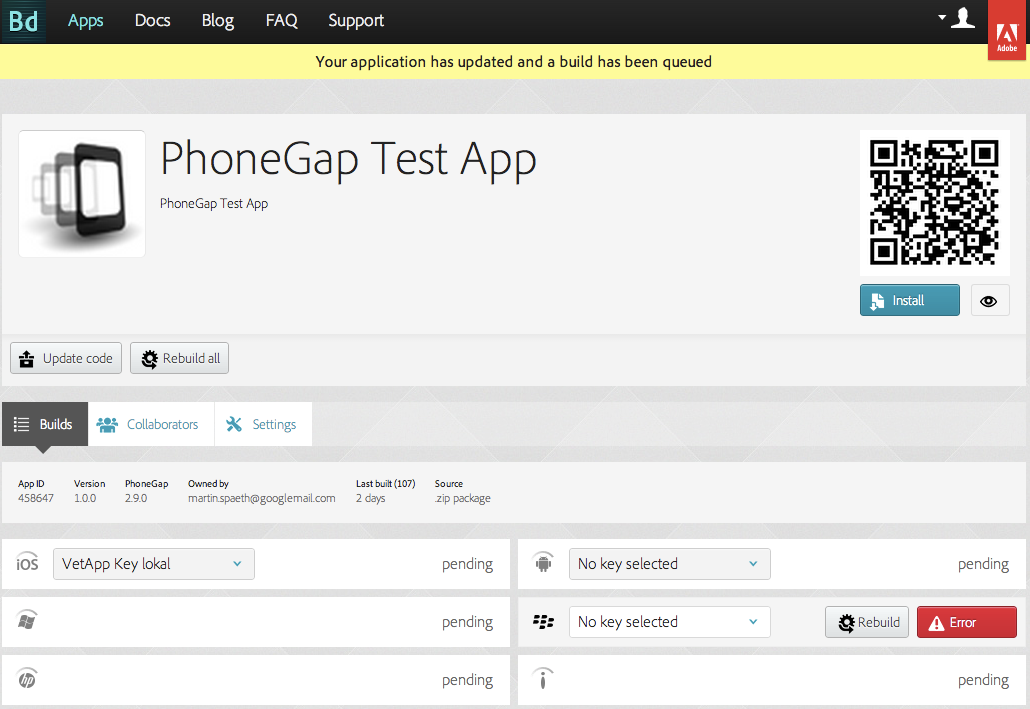 Bd Apps Docs Blog FAQ Support
Adobe
Your application has updated and a build has been queued
PhoneGap Test App
PhoneGap Test App
Install
Update code Rebuild all
Builds Collaborators Settings
App ID Version PhoneGap Owned by Last built (107) Source
458647 1.0.0 2.9.0 martin.spaeth@googlemail.com 2 days .zip package
iOS VetApp Key lokal pending No key selected pending
pending No key selected Rebuild Error
hp pending i pending